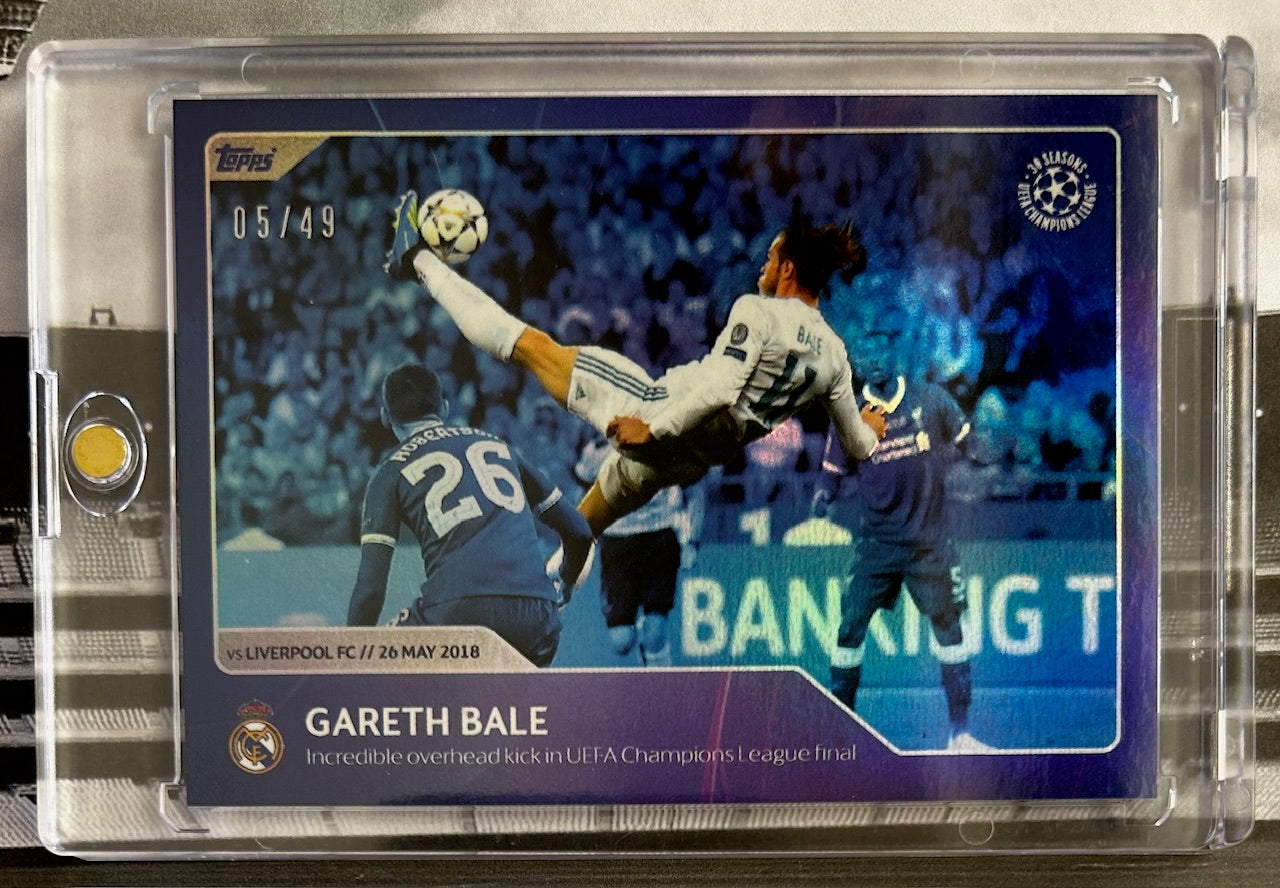 Topps
05/49
· 30 SEASONS ·
UEFA CHAMPIONS LEAGUE
BALE
11
ROBERTSON
26
BANKING T
vs LIVERPOOL FC // 26 MAY 2018
GARETH BALE
Incredible overhead kick in UEFA Champions League final